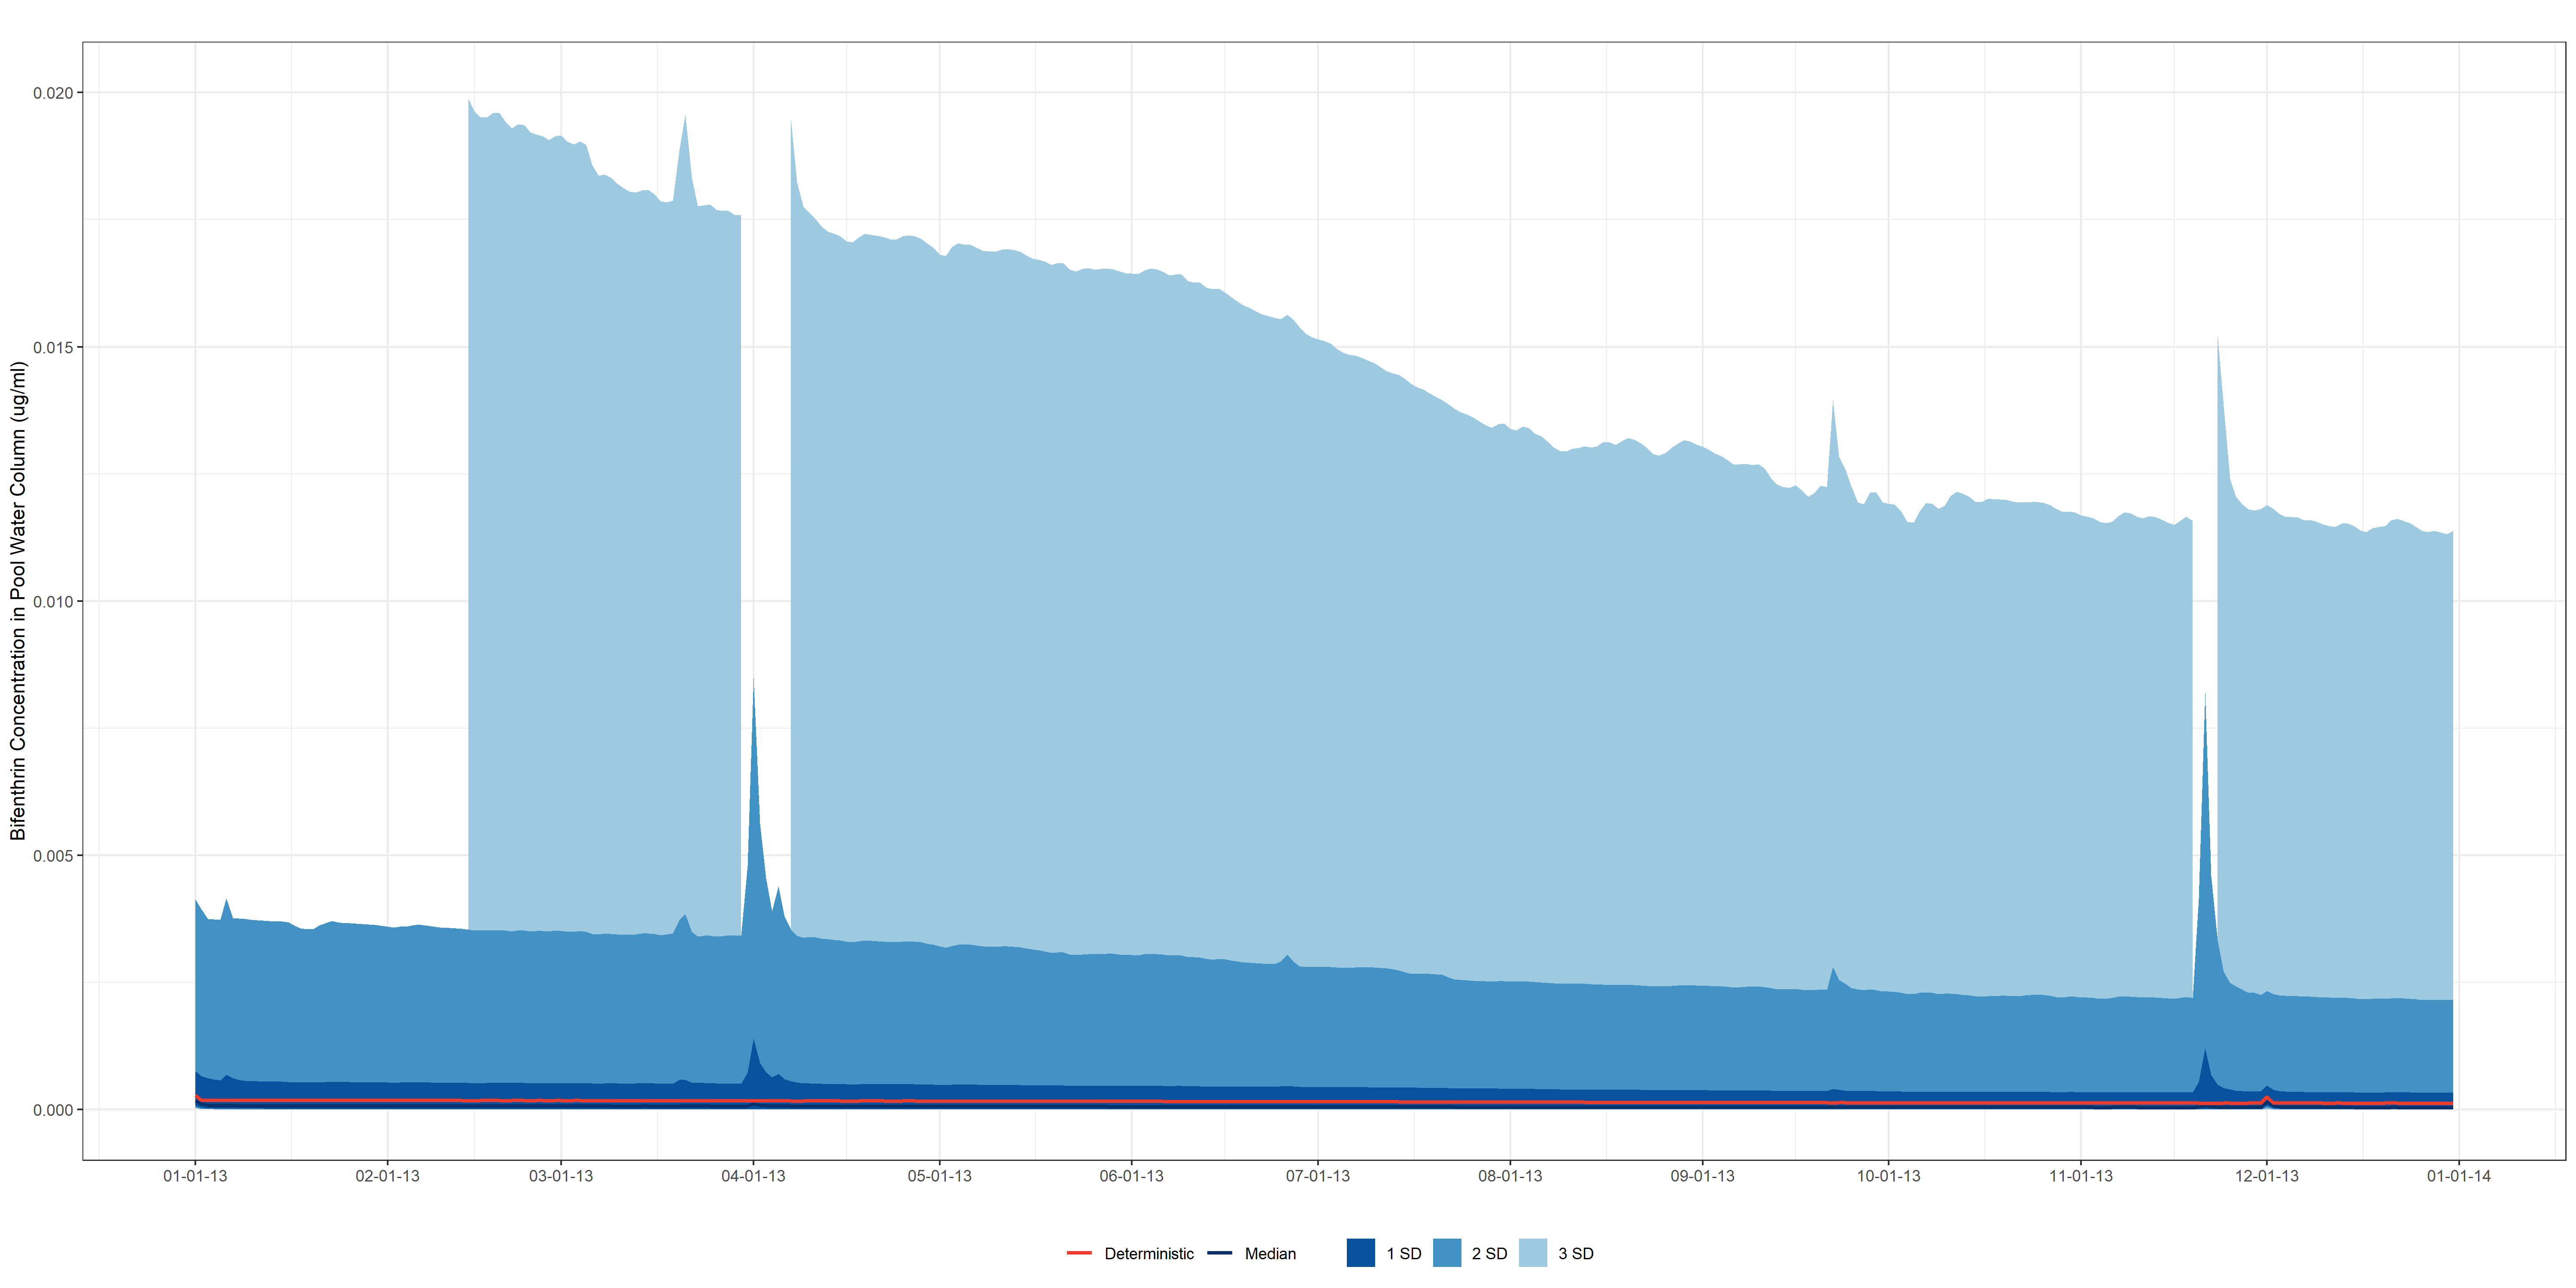 Bifenthrin Concentration in Pool Water Column (ug/ml)
0.020
0.015
0.010
0.005
0.000
01-01-13 02-01-13 03-01-13 04-01-13 05-01-13 06-01-13 07-01-13 08-01-13 09-01-13 10-01-13 11-01-13 12-01-13 01-01-14
Deterministic Median 1 SD 2 SD 3 SD